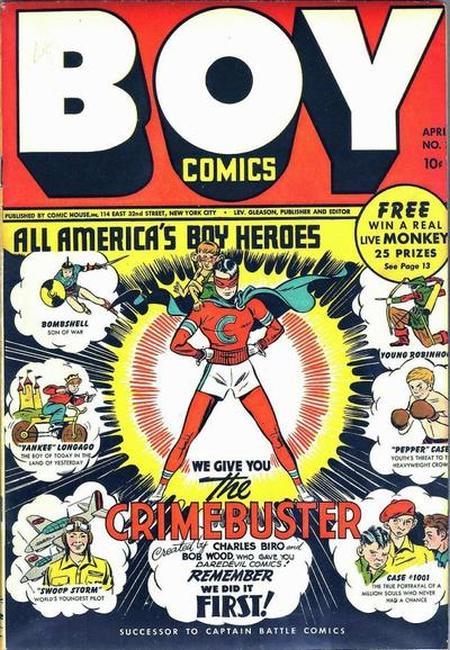 BOY
COMICS
APRI
NO.
10¢
PUBLISHED BY COMIC HOUSE, INC. 114 EAST 32nd STREET, NEW YORK CITY • LEV. GLEASON, PUBLISHER AND EDITOR
FREE
WIN A REAL
LIVE MONKEY
25 PRIZES
See Page 13
ALL AMERICA'S BOY HEROES
C
BOMBSHELL
SON OF WAR
YOUNG ROBINHOO
"YANKEE" LONGAGO
THE BOY OF TODAY IN THE
LAND OF YESTERDAY
"PEPPER" CASE
YOUTH'S THREAT TO T
HEAVYWEIGHT CROW
WE GIVE YOU
The
CRIMEBUSTER
Created by CHARLES BIRO and
BOB WOOD, WHO GAVE YOU
DAREDEVIL COMICS!
REMEMBER
WE DID IT
FIRST!
"SWOOP STORM"
WORLD'S YOUNGEST PILOT
CASE #1001
THE TRUE PORTRAYAL OF A
MILLION SOULS WHO NEVER
HAD A CHANCE
SUCCESSOR TO CAPTAIN BATTLE COMICS